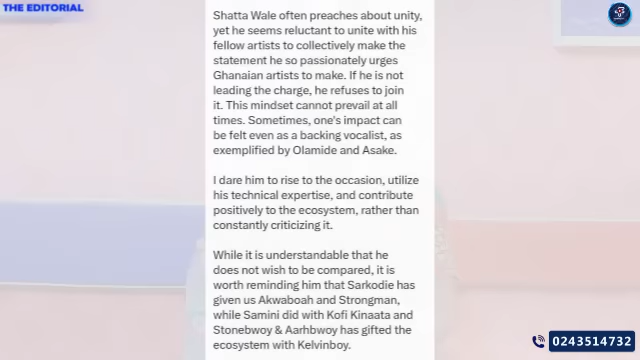 THE EDITORIAL
Shatta Wale often preaches about unity,
yet he seems reluctant to unite with his
fellow artists to collectively make the
statement he so passionately urges
Ghanaian artists to make. If he is not
leading the charge, he refuses to join
it. This mindset cannot prevail at all
times. Sometimes, one's impact can
be felt even as a backing vocalist, as
exemplified by Olamide and Asake.
I dare him to rise to the occasion, utilize
his technical expertise, and contribute
positively to the ecosystem, rather than
constantly criticizing it.
While it is understandable that he
does not wish to be compared, it is
worth reminding him that Sarkodie has
given us Akwaboah and Strongman,
while Samini did with Kofi Kinaata and
Stonebwoy & Aarhbwoy has gifted the
ecosystem with Kelvinboy.
0243514732